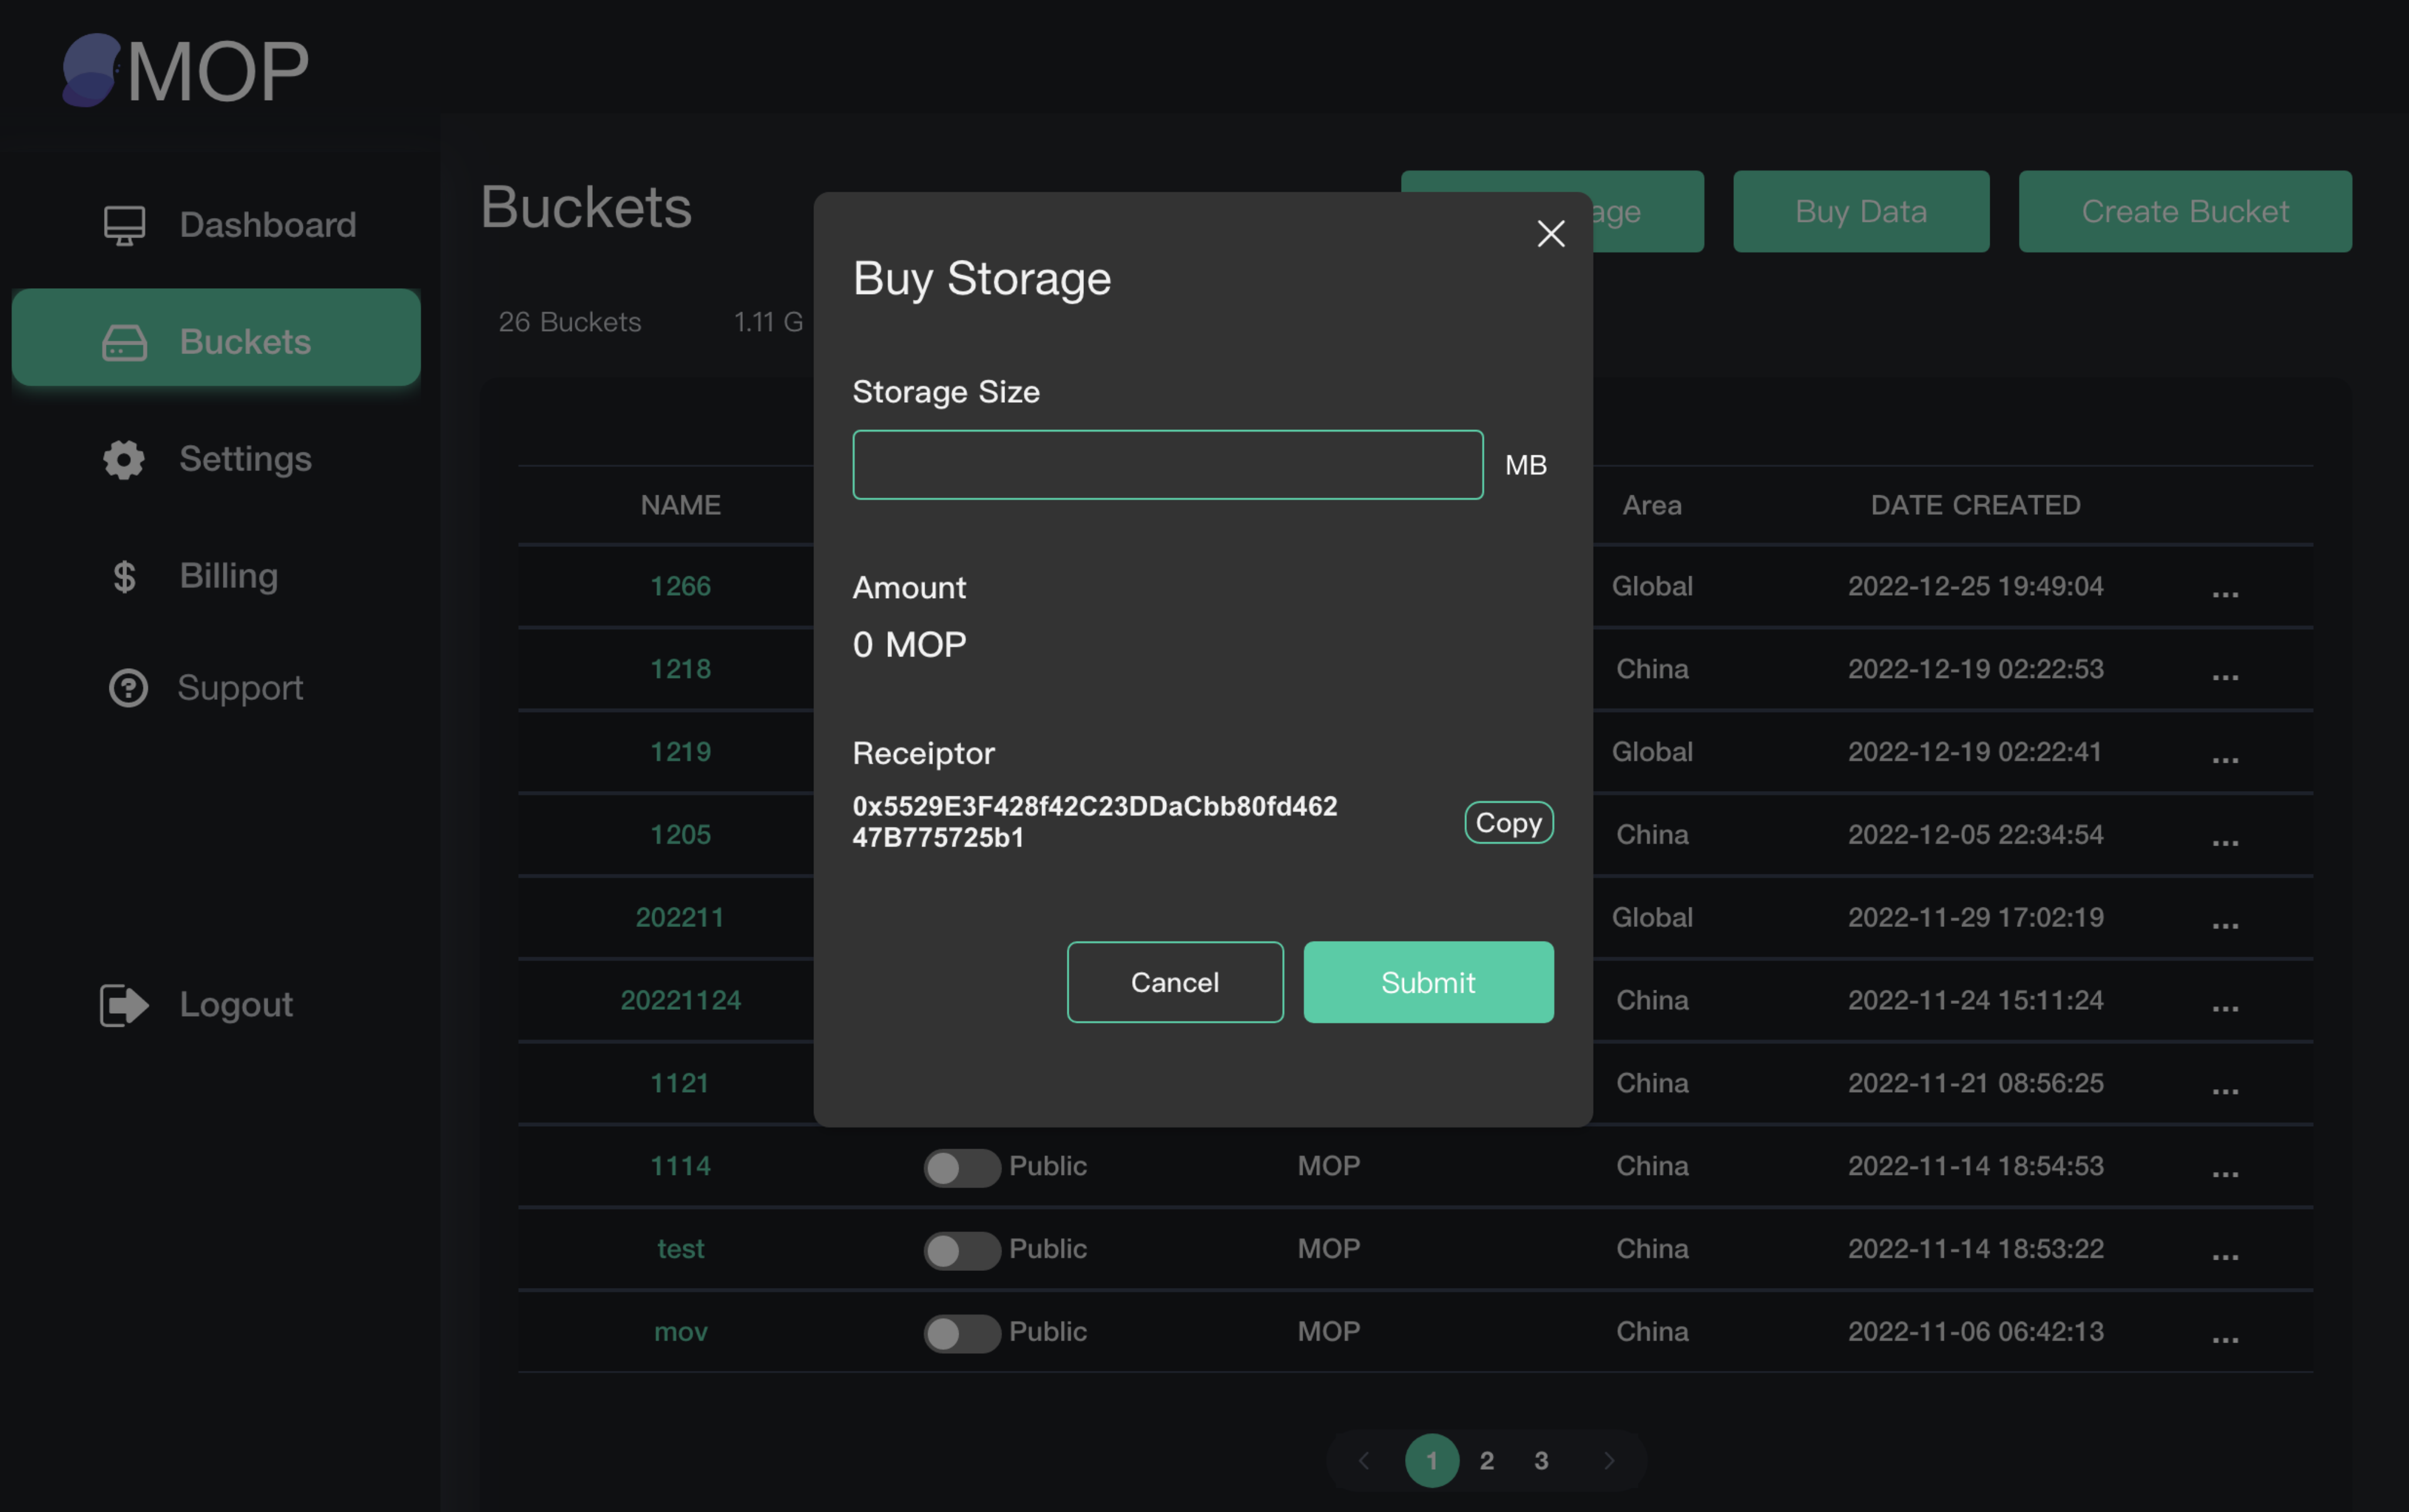 MOP
Dashboard
Buckets
Settings
Billing
Support
Logout
Buckets
Buy Data
Create Bucket
26 Buckets
1.11 G
NAME
Area
DATE CREATED
1266
Global
2022-12-25 19:49:04
...
1218
China
2022-12-19 02:22:53
...
1219
Global
2022-12-19 02:22:41
...
1205
China
2022-12-05 22:34:54
...
202211
Global
2022-11-29 17:02:19
...
20221124
China
2022-11-24 15:11:24
...
1121
China
2022-11-21 08:56:25
...
1114
Public
MOP
China
2022-11-14 18:54:53
...
test
Public
MOP
China
2022-11-14 18:53:22
...
mov
Public
MOP
China
2022-11-06 06:42:13
...
1 2 3
Buy Storage
Storage Size
MB
Amount
0 MOP
Receiptor
0x5529E3F428f42C23DDaCbb80fd462
47B775725b1
Copy
Cancel
Submit